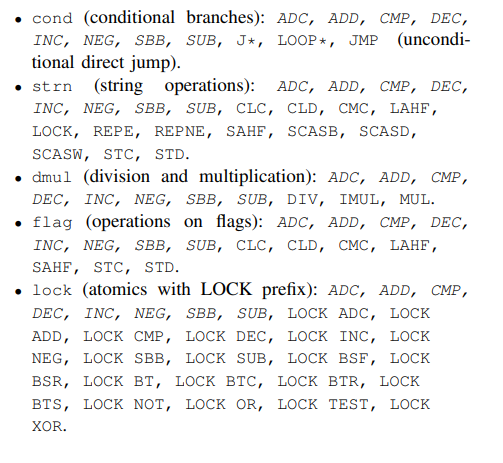 • cond (conditional branches): ADC, ADD, CMP, DEC,
INC, NEG, SBB, SUB, J*, LOOP*, JMP (uncondi-
tional direct jump).
• strn (string operations): ADC, ADD, CMP, DEC,
INC, NEG, SBB, SUB, CLC, CLD, CMC, LAHF,
LOCK, REPE, REPNE, SAHF, SCASB, SCASD,
SCASW, STC, STD.
• dmul (division and multiplication): ADC, ADD, CMP,
DEC, INC, NEG, SBB, SUB, DIV, IMUL, MUL.
• flag (operations on flags): ADC, ADD, CMP, DEC,
INC, NEG, SBB, SUB, CLC, CLD, CMC, LAHF,
SAHF, STC, STD.
• lock (atomics with LOCK prefix): ADC, ADD, CMP,
DEC, INC, NEG, SBB, SUB, LOCK ADC, LOCK
ADD, LOCK CMP, LOCK DEC, LOCK INC, LOCK
NEG, LOCK SBB, LOCK SUB, LOCK BSF, LOCK
BSR, LOCK BT, LOCK BTC, LOCK BTR, LOCK
BTS, LOCK NOT, LOCK OR, LOCK TEST, LOCK
XOR.